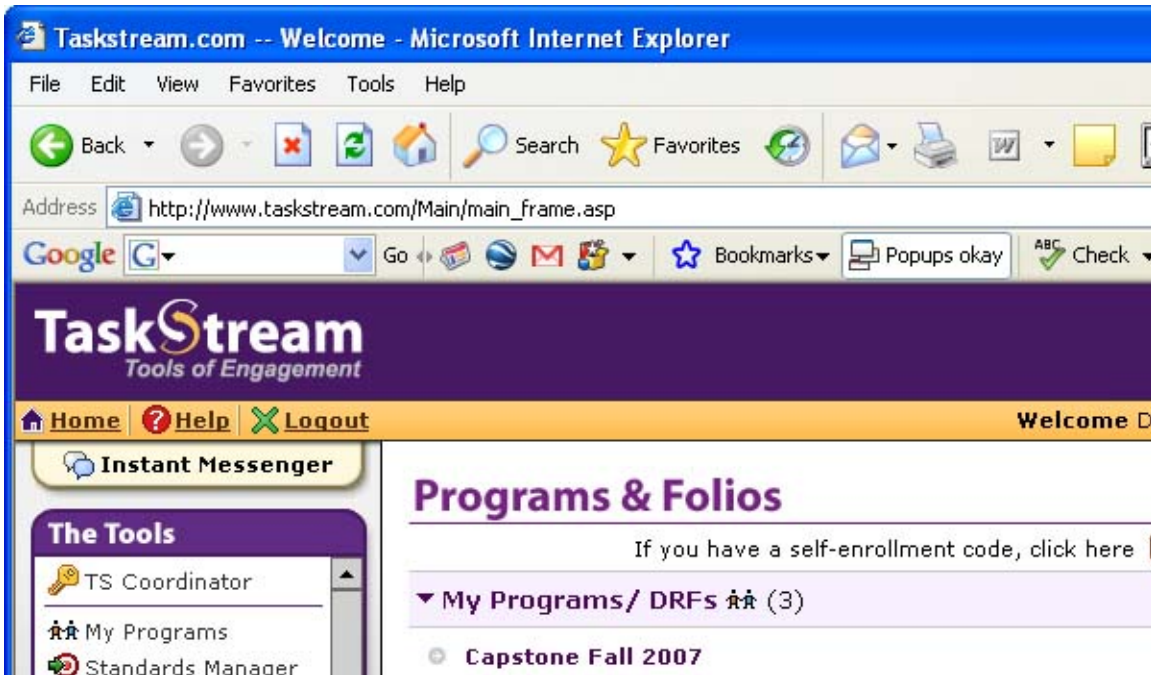 Taskstream.com -- Welcome - Microsoft Internet Explorer
File Edit View Favorites Tools Help
Back Search Favorites
Address http://www.taskstream.com/Main/main_frame.asp
Google G Go Bookmarks Popups okay ABC Check
TaskStream
Tools of Engagement
Home Help Logout Welcome D
Instant Messenger
Programs & Folios
The Tools
If you have a self-enrollment code, click here
TS Coordinator
My Programs/ DRFs (3)
My Programs
Capstone Fall 2007
Standards Manager